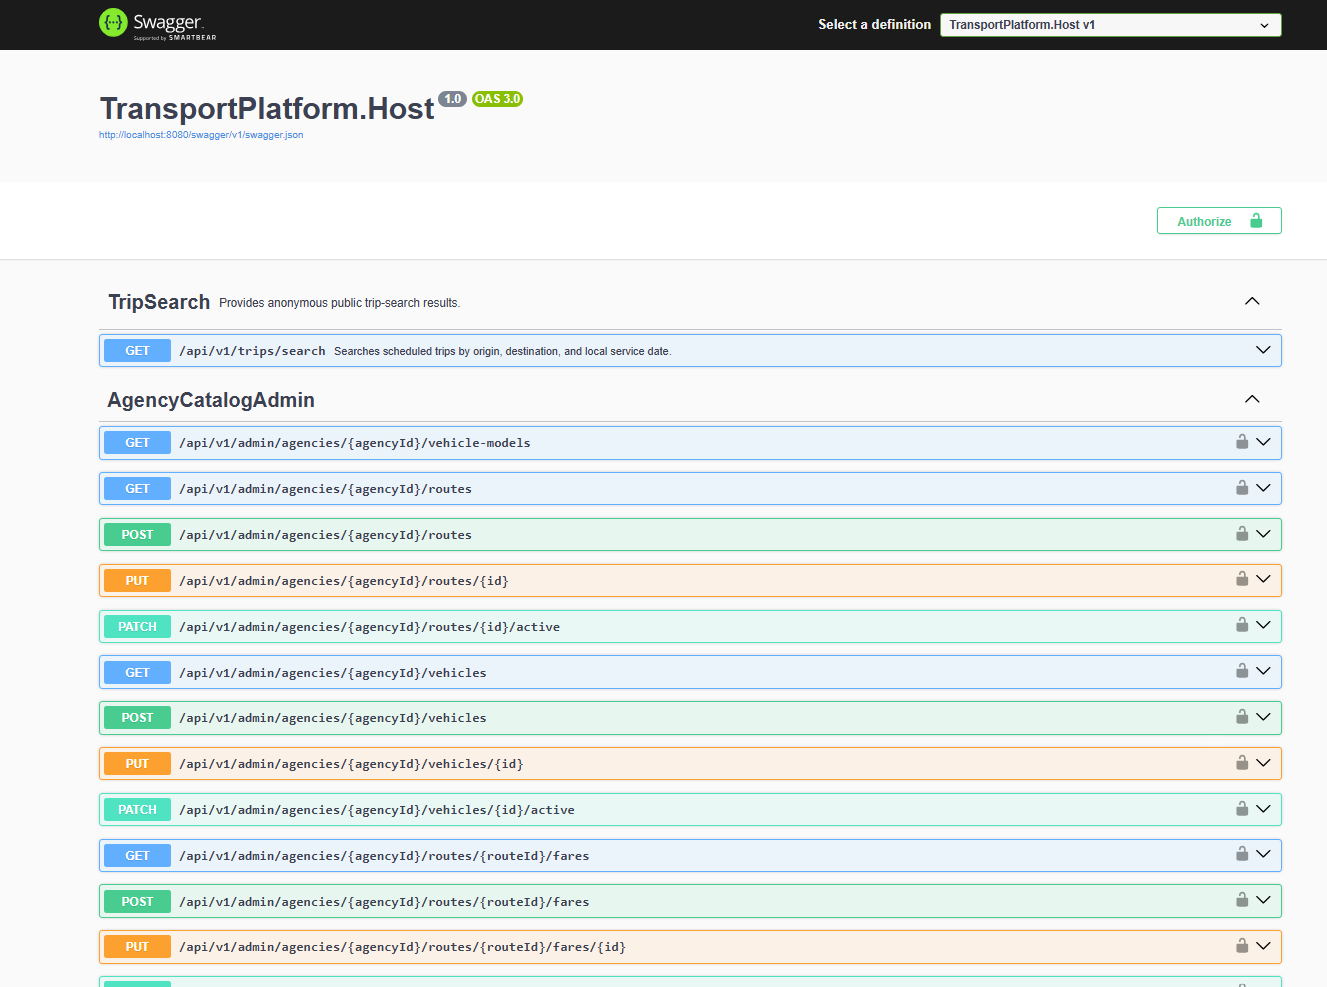 Swagger.
Supported by SMARTBEAR
Select a definition
TransportPlatform.Host v1
TransportPlatform.Host 1.0 OAS 3.0
http://localhost:8080/swagger/v1/swagger.json
Authorize
TripSearch Provides anonymous public trip-search results.
GET /api/v1/trips/search Searches scheduled trips by origin, destination, and local service date.
AgencyCatalogAdmin
GET /api/v1/admin/agencies/{agencyId}/vehicle-models
GET /api/v1/admin/agencies/{agencyId}/routes
POST /api/v1/admin/agencies/{agencyId}/routes
PUT /api/v1/admin/agencies/{agencyId}/routes/{id}
PATCH /api/v1/admin/agencies/{agencyId}/routes/{id}/active
GET /api/v1/admin/agencies/{agencyId}/vehicles
POST /api/v1/admin/agencies/{agencyId}/vehicles
PUT /api/v1/admin/agencies/{agencyId}/vehicles/{id}
PATCH /api/v1/admin/agencies/{agencyId}/vehicles/{id}/active
GET /api/v1/admin/agencies/{agencyId}/routes/{routeId}/fares
POST /api/v1/admin/agencies/{agencyId}/routes/{routeId}/fares
PUT /api/v1/admin/agencies/{agencyId}/routes/{routeId}/fares/{id}